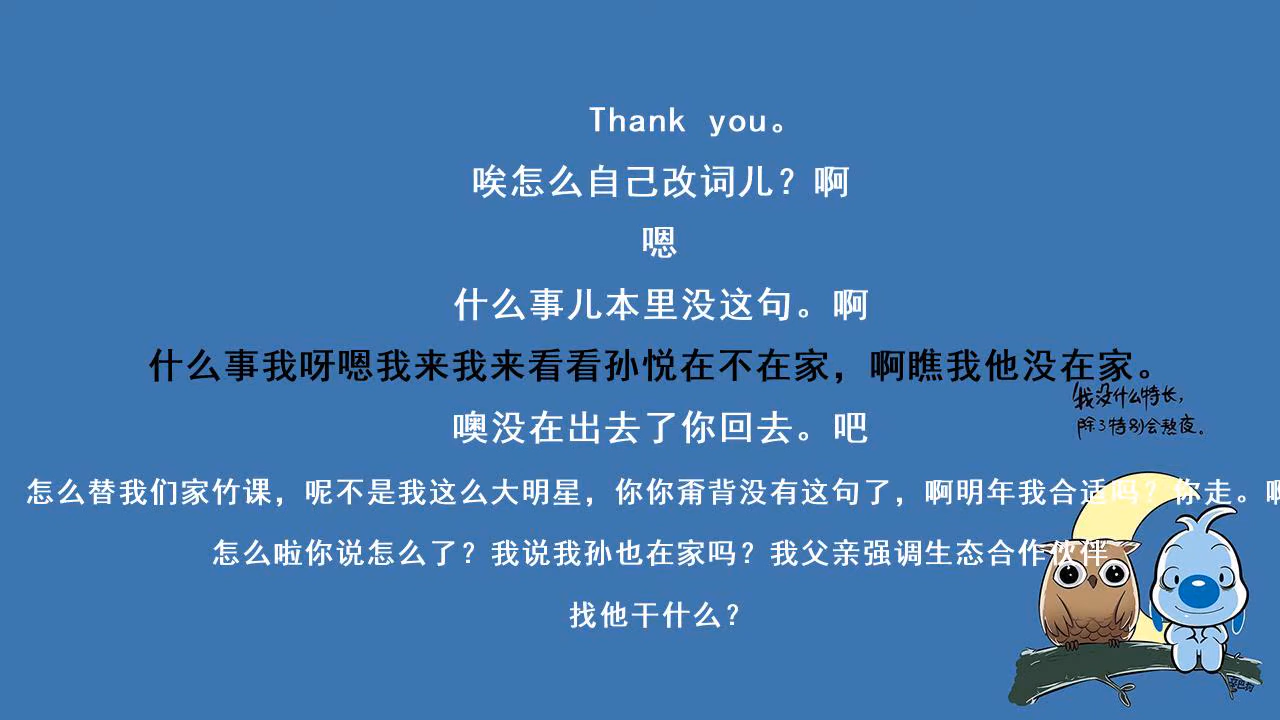 Thank you。
唉怎么自己改词儿？啊
嗯
什么事儿本里没这句。啊
什么事我呀嗯我来我来看看孙悦在不在家，啊瞧我他没在家。
我没什么特长，
除了特别会熬夜。
噢没在出去了你回去。吧
怎么替我们家竹课，呢不是我这么大明星，你你甭背没有这句了，啊明年我合适吗？你走。啊
怎么啦你说怎么了？我说我孙也在家吗？我父亲强调生态合作伙伴
找他干什么？